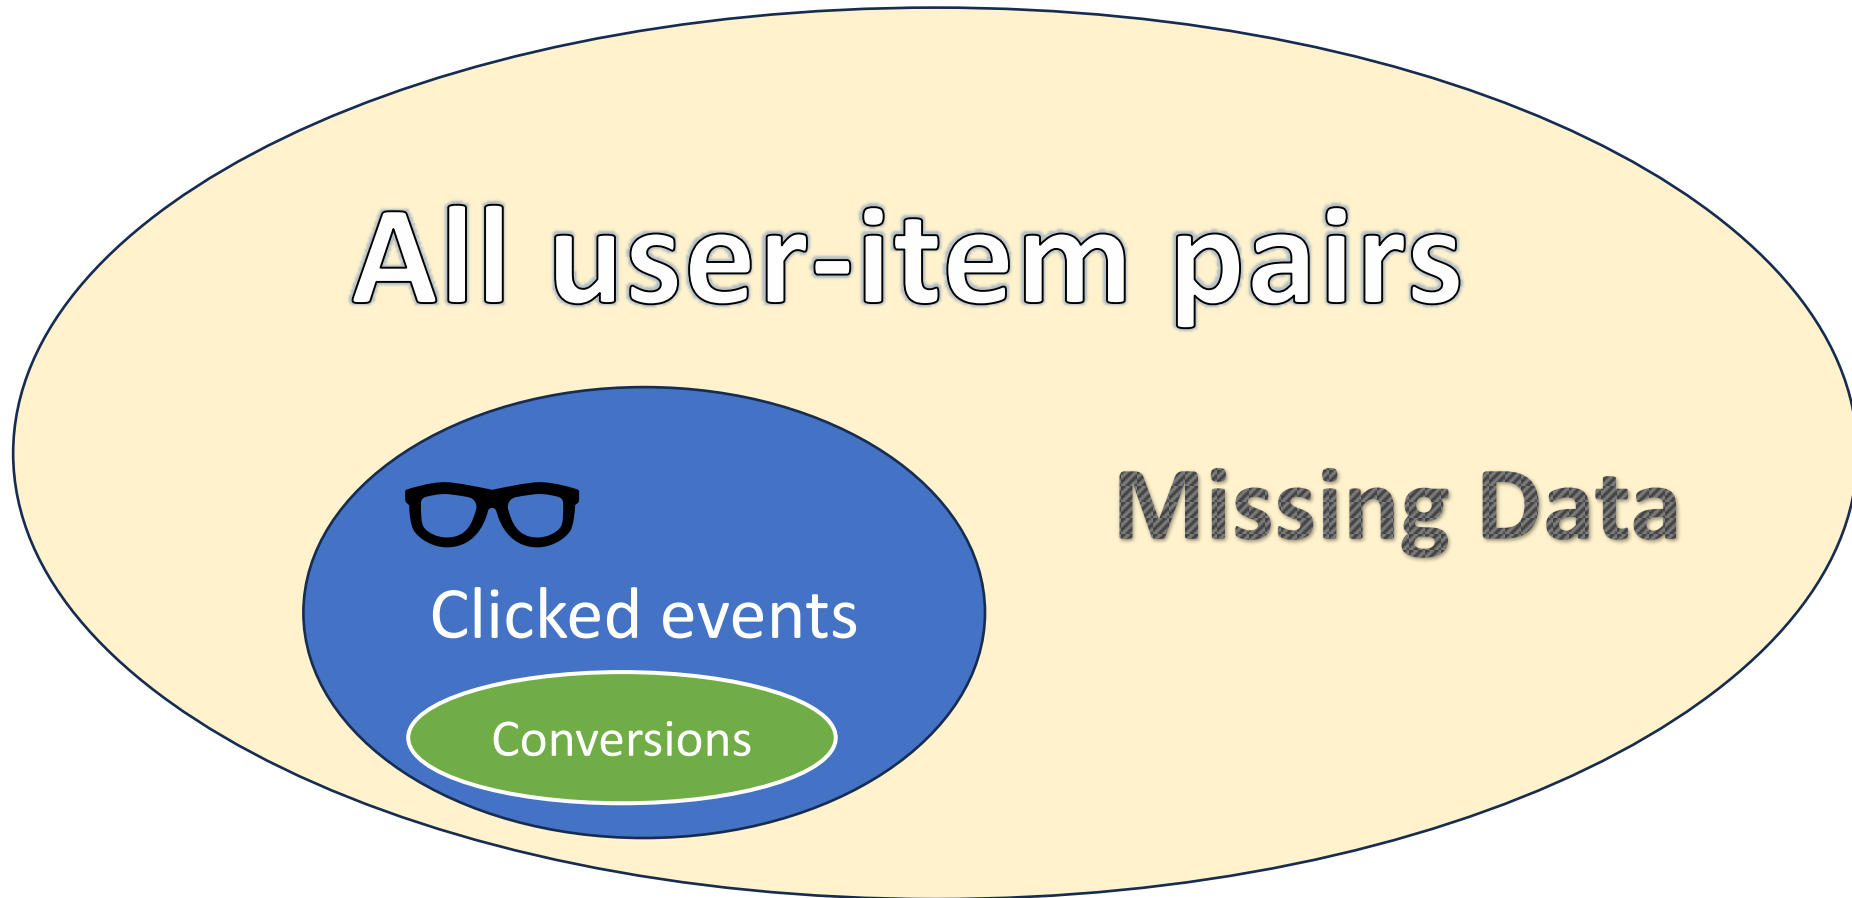 All user-item pairs
Missing Data
Clicked events
Conversions